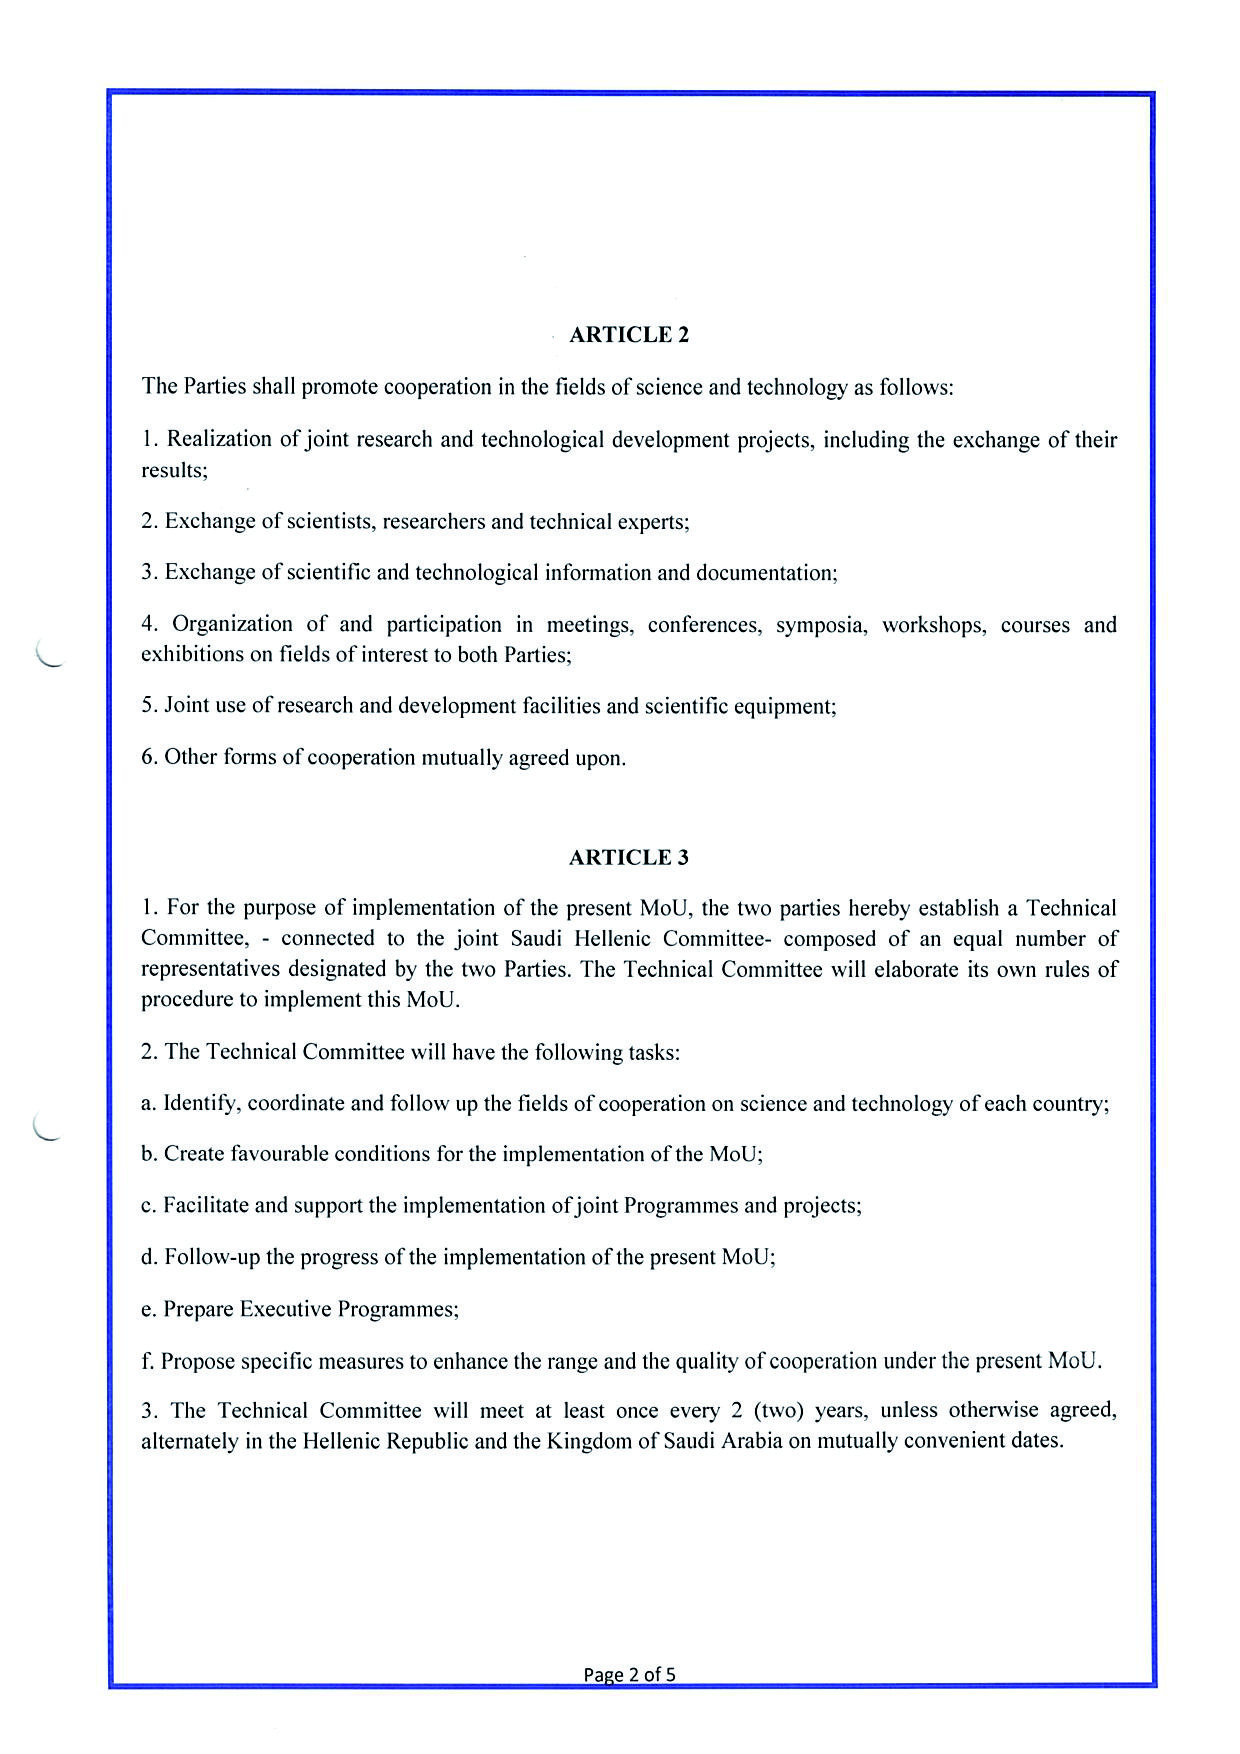 ARTICLE 2
The Parties shall promote cooperation in the fields of science and technology as follows:
1. Realization of joint research and technological development projects, including the exchange of their
results;
2. Exchange of scientists, researchers and technical experts;
3. Exchange of scientific and technological information and documentation;
4. Organization of and participation in meetings, conferences, symposia, workshops, courses and
exhibitions on fields of interest to both Parties;
5. Joint use of research and development facilities and scientific equipment;
6. Other forms of cooperation mutually agreed upon.
ARTICLE 3
1. For the purpose of implementation of the present MoU, the two parties hereby establish a Technical
Committee, - connected to the joint Saudi Hellenic Committee- composed of an equal number of
representatives designated by the two Parties. The Technical Committee will elaborate its own rules of
procedure to implement this MoU.
2. The Technical Committee will have the following tasks:
a. Identify, coordinate and follow up the fields of cooperation on science and technology of each country;
b. Create favourable conditions for the implementation of the MoU;
c. Facilitate and support the implementation of joint Programmes and projects;
d. Follow-up the progress of the implementation of the present MoU;
e. Prepare Executive Programmes;
f. Propose specific measures to enhance the range and the quality of cooperation under the present MoU.
3. The Technical Committee will meet at least once every 2 (two) years, unless otherwise agreed,
alternately in the Hellenic Republic and the Kingdom of Saudi Arabia on mutually convenient dates.
Page 2 of 5